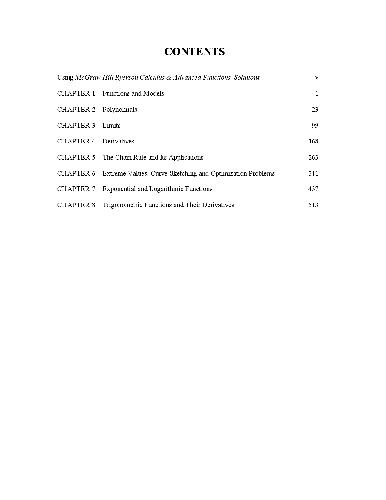 CONTENTS
Using McGraw-Hill Ryerson Calculus & Advanced Functions, Solutions v
CHAPTER 1 Functions and Models 1
CHAPTER 2 Polynomials 23
CHAPTER 3 Limits 99
CHAPTER 4 Derivatives 168
CHAPTER 5 The Chain Rule and Its Applications
CHAPTER 6 Extreme Values, Curve Sketching and Optimization Problems
CHAPTER 7 Exponential and Logarithmic Functions 437
CHAPTER 8 Trigonometric Functions and Their Derivatives 513